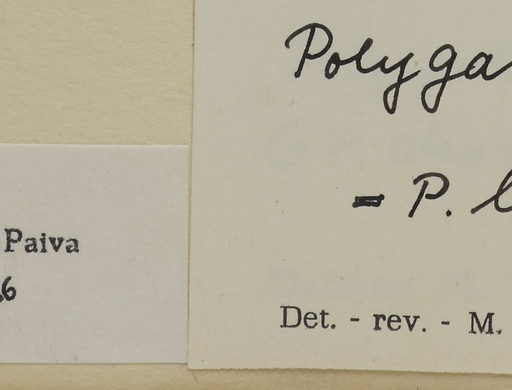 Polyga
= P. l
Paiva
6
Det. - rev. - M.